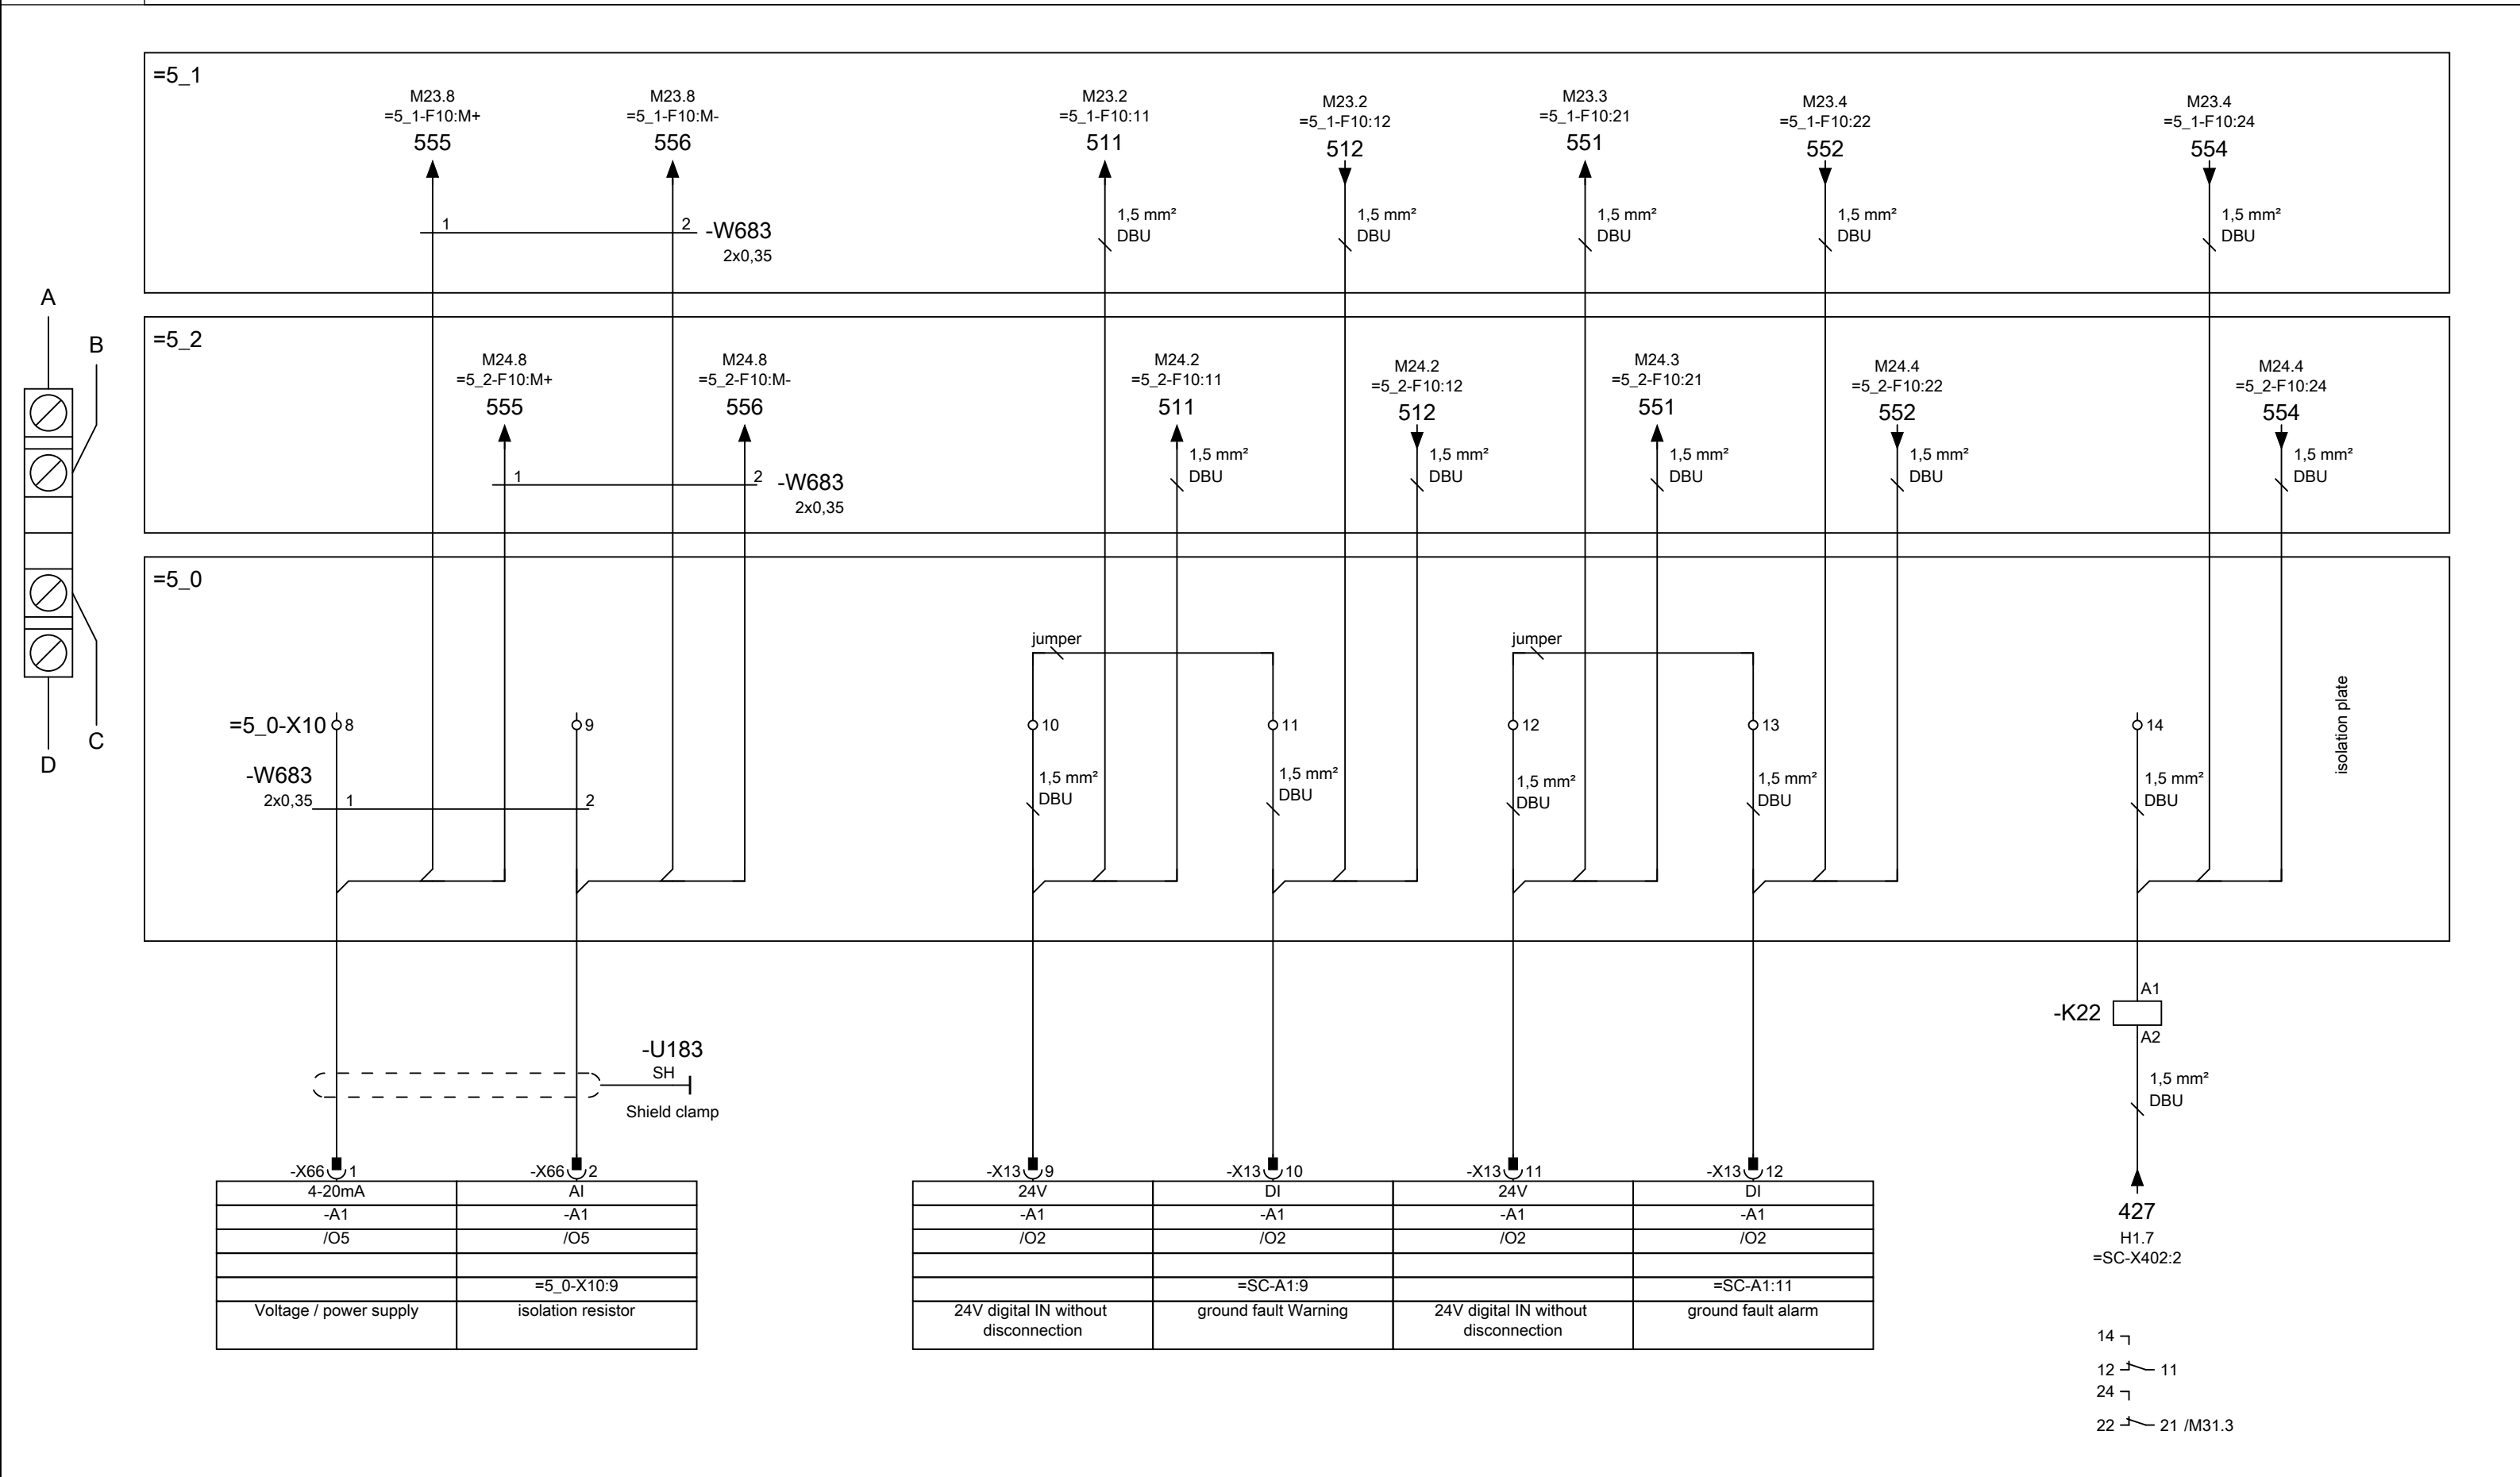 =5_1
M23.8
=5_1-F10:M+
555
M23.8
=5_1-F10:M-
556
M23.2
=5_1-F10:11
511
M23.2
=5_1-F10:12
512
M23.3
=5_1-F10:21
551
M23.4
=5_1-F10:22
552
M23.4
=5_1-F10:24
554
1
2
-W683
2x0,35
1,5 mm²
DBU
1,5 mm²
DBU
1,5 mm²
DBU
1,5 mm²
DBU
1,5 mm²
DBU
A
B
C
D
=5_2
M24.8
=5_2-F10:M+
555
M24.8
=5_2-F10:M-
556
M24.2
=5_2-F10:11
511
M24.2
=5_2-F10:12
512
M24.3
=5_2-F10:21
551
M24.4
=5_2-F10:22
552
M24.4
=5_2-F10:24
554
1
2
-W683
2x0,35
1,5 mm²
DBU
1,5 mm²
DBU
1,5 mm²
DBU
1,5 mm²
DBU
1,5 mm²
DBU
=5_0
jumper
jumper
=5_0-X10
8
9
10
11
12
13
14
isolation plate
-W683
2x0,35
1
2
1,5 mm²
DBU
1,5 mm²
DBU
1,5 mm²
DBU
1,5 mm²
DBU
1,5 mm²
DBU
-K22
A1
A2
1,5 mm²
DBU
-U183
SH
Shield clamp
-X66 1
-X66 2
4-20mA AI
-A1 -A1
/O5 /O5
=5_0-X10:9
Voltage / power supply
isolation resistor
-X13 9
-X13 10
-X13 11
-X13 12
24V DI 24V DI
-A1 -A1 -A1 -A1
/O2 /O2 /O2 /O2
=SC-A1:9 =SC-A1:11
24V digital IN without
disconnection
ground fault Warning
24V digital IN without
disconnection
ground fault alarm
427
H1.7
=SC-X402:2
14
12 11
24
22 21 /M31.3